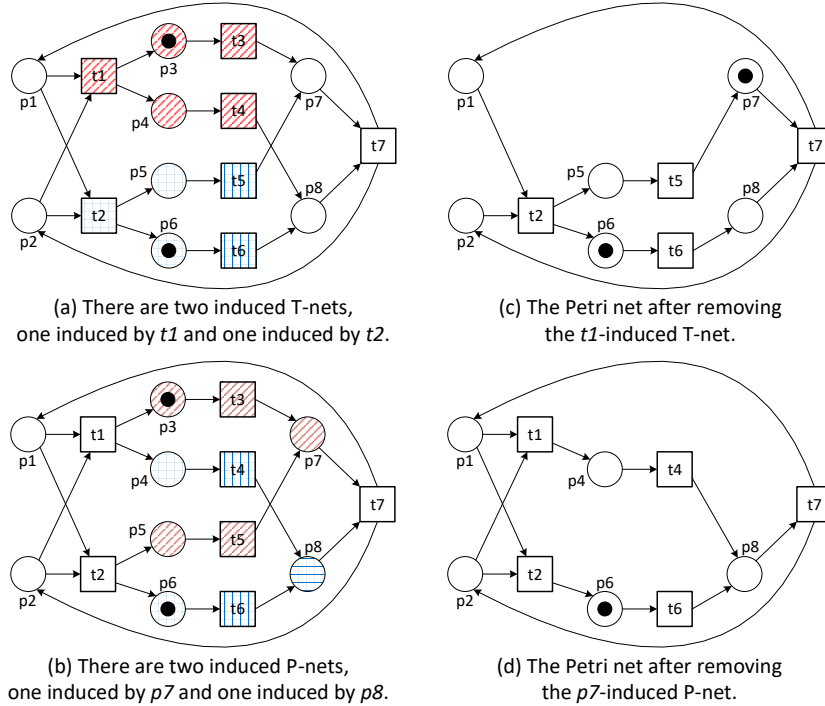 t3
p3
t1
p1
p7
t4
p4
t7
p5
t5
p8
p6
t2
p2
t6
(a) There are two induced T-nets,
one induced by t1 and one induced by t2.
p1
p7
t7
p5
t5
p8
p6
t2
p2
t6
(c) The Petri net after removing
the t1-induced T-net.
t3
p3
t1
p1
p7
t4
p4
t7
p5
t5
p8
p6
t2
p2
t6
(b) There are two induced P-nets,
one induced by p7 and one induced by p8.
t1
p1
t4
p4
t7
p8
p6
t2
p2
t6
(d) The Petri net after removing
the p7-induced P-net.